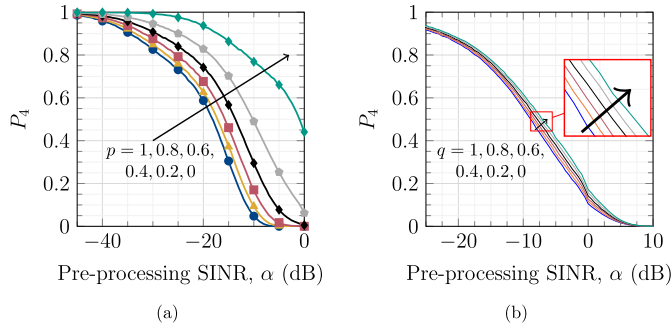 1
0.8
0.6
0.4
0.2
0
P₄
p = 1, 0.8, 0.6,
0.4, 0.2, 0
−40
−20
0
Pre-processing SINR, α (dB)
(a)
1
0.8
0.6
0.4
0.2
0
P₄
q = 1, 0.8, 0.6,
0.4, 0.2, 0
−20
−10
0
10
Pre-processing SINR, α (dB)
(b)